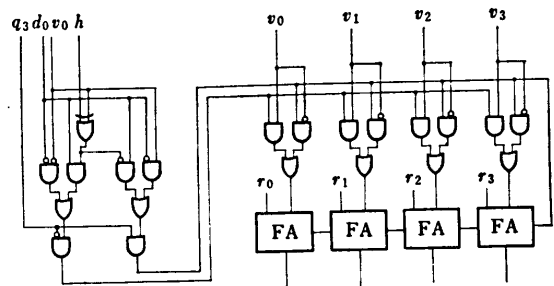 q₃ d₀ v₀ h
v₀ v₁ v₂ v₃
r₀ r₁ r₂ r₃
FA FA FA FA